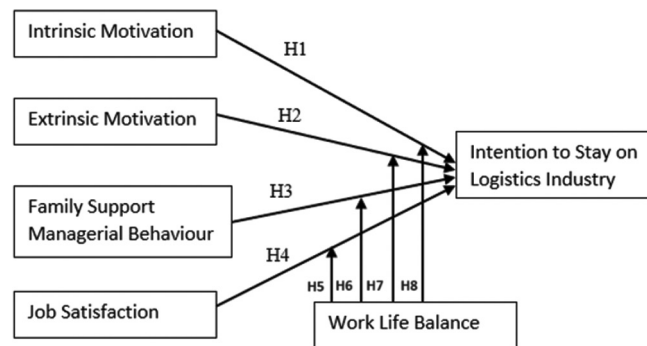 Intrinsic Motivation
H1
Extrinsic Motivation
H2
Intention to Stay on
Logistics Industry
Family Support
Managerial Behaviour
H3
H4
Job Satisfaction
H5 H6 H7 H8
Work Life Balance